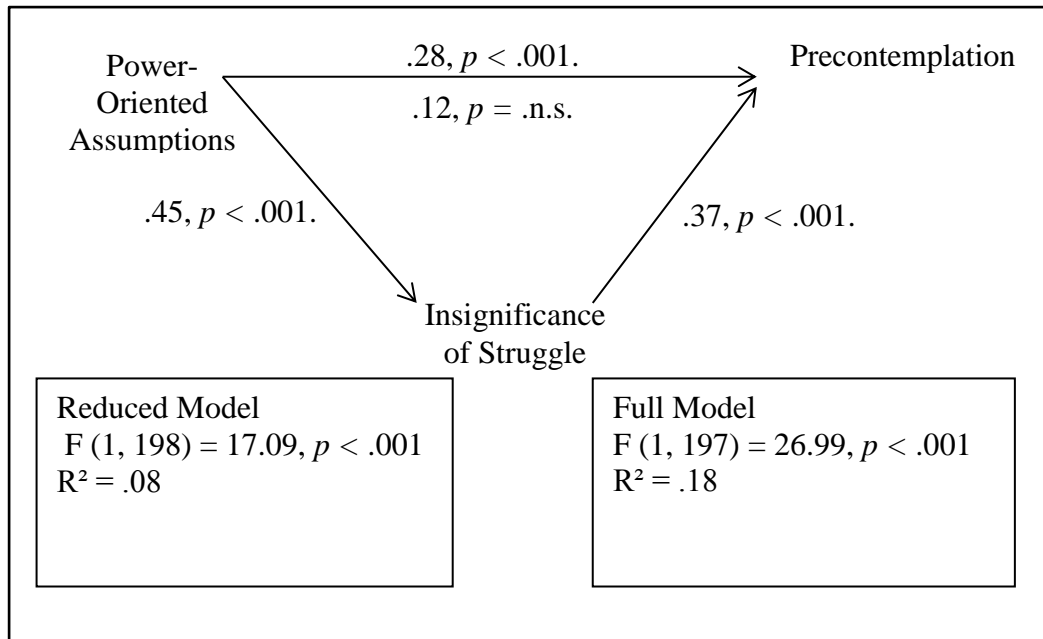 Power-
Oriented
Assumptions
.28, p < .001.
Precontemplation
.12, p = .n.s.
.45, p < .001.
.37, p < .001.
Insignificance
of Struggle
Reduced Model
F (1, 198) = 17.09, p < .001
R² = .08
Full Model
F (1, 197) = 26.99, p < .001
R² = .18